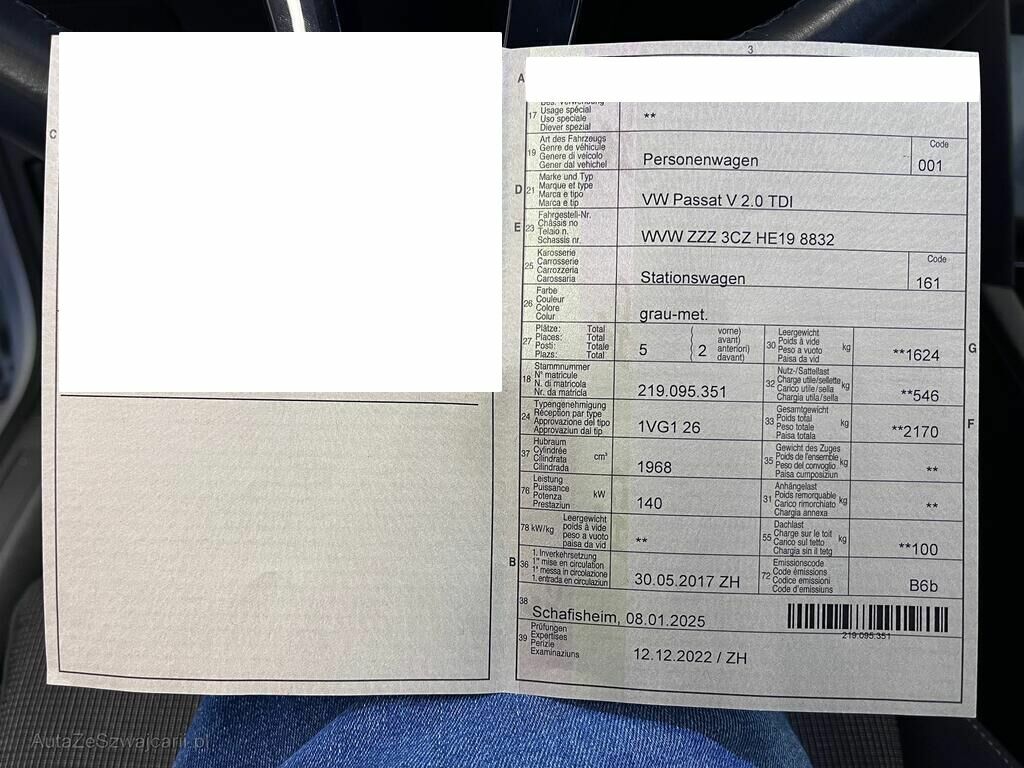 3
A
C
Bes. Verwendung
17 Usage spécial
Uso speciale
Diever spezial
**
19 Art des Fahrzeugs
Genre de véhicule
Genere di veicolo
Gener dal vehichel
Personenwagen
Code
001
D 21 Marke und Typ
Marque et type
Marca e tipo
Marca e tip
VW Passat V 2.0 TDI
E 23 Fahrgestell-Nr.
Châssis no
Telaio n.
Schassis nr.
WVW ZZZ 3CZ HE19 8832
25 Karosserie
Carrosserie
Carrozzeria
Carossaria
Stationswagen
Code
161
26 Farbe
Couleur
Colore
Colur
grau-met.
27 Plätze: Total
Places: Total
Posti: Totale
Plazs: Total
5
2
vorne)
avant)
anteriori)
davant)
30 Leergewicht
Poids à vide
Peso a vuoto
Paisa da vid
kg
**1624
G
18 Stammnummer
N° matricule
N. di matricola
Nr. da matricla
219.095.351
32 Nutz-/Sattellast
Charge utile/sellette
Carico utile/sella
Chargia utila/sella
kg
**546
24 Typengenehmigung
Réception par type
Approvazione del tipo
Approvaziun dal tip
1VG1 26
33 Gesamtgewicht
Poids total
Peso totale
Paisa totala
kg
**2170
F
37 Hubraum
Cylindrée
Cilindrata
Cilindrada
cm³
1968
35 Gewicht des Zuges
Poids de l'ensemble
Peso del convoglio
Paisa cumposiziun
kg
**
76 Leistung
Puissance
Potenza
Prestaziun
kW
140
31 Anhängelast
Poids remorquable
Carico rimorchiato
Chargia annexa
kg
**
78 kW/kg
Leergewicht
poids à vide
peso a vuoto
paisa da vid
**
55 Dachlast
Charge sur le toit
Carico sul tetto
Chargia sin il tetg
kg
**100
B 36 1. Inverkehrsetzung
1re mise en circulation
1a messa in circolazione
1. entrada en circulaziun
30.05.2017 ZH
72 Emissionscode
Code émissions
Codice emissioni
Code d'emissiuns
B6b
38
Schafisheim, 08.01.2025
219.095.351
39 Prüfungen
Expertises
Perizie
Examinaziuns
12.12.2022 / ZH
AutaZeSzwajcarii.pl